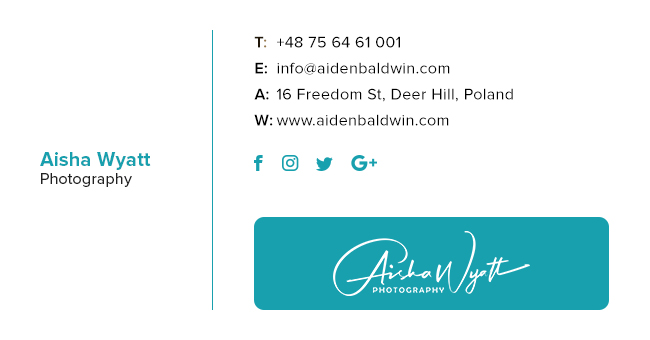 Aisha Wyatt
Photography
T: +48 75 64 61 001
E: info@aidenbaldwin.com
A: 16 Freedom St, Deer Hill, Poland
W: www.aidenbaldwin.com
Aisha Wyatt
PHOTOGRAPHY